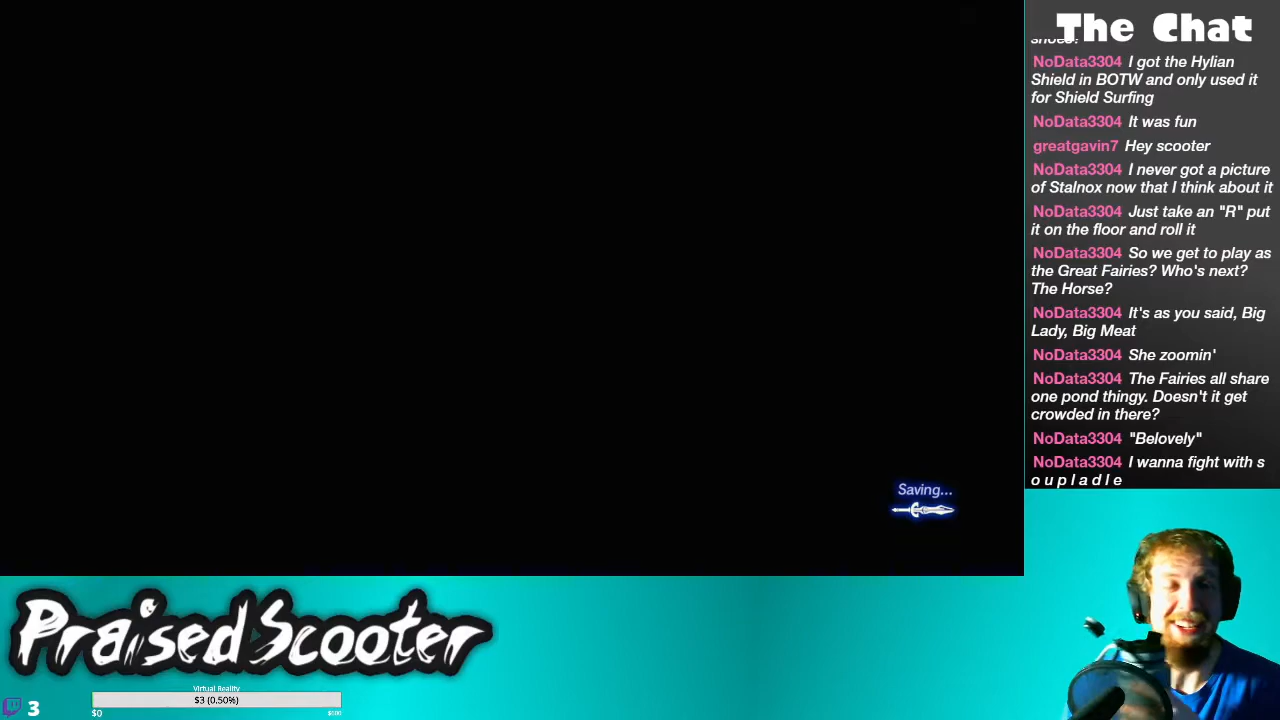 The Chat
shoes?
NoData3304 I got the Hylian
Shield in BOTW and only used it
for Shield Surfing
NoData3304 It was fun
greatgavin7 Hey scooter
NoData3304 I never got a picture
of Stalnox now that I think about it
NoData3304 Just take an "R" put
it on the floor and roll it
NoData3304 So we get to play as
the Great Fairies? Who's next?
The Horse?
NoData3304 It's as you said, Big
Lady, Big Meat
NoData3304 She zoomin'
NoData3304 The Fairies all share
one pond thingy. Doesn't it get
crowded in there?
NoData3304 "Belovely"
NoData3304 I wanna fight with s
o u p l a d l e
Saving...
PraisedScooter
Virtual Reality
3
$3 (0.50%)
$0